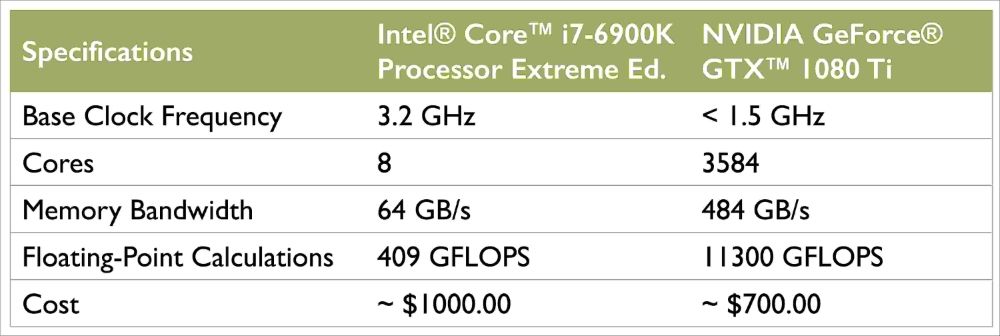 Specifications Intel® Core™ i7-6900K Processor Extreme Ed. NVIDIA GeForce® GTX™ 1080 Ti
Base Clock Frequency 3.2 GHz < 1.5 GHz
Cores 8 3584
Memory Bandwidth 64 GB/s 484 GB/s
Floating-Point Calculations 409 GFLOPS 11300 GFLOPS
Cost ~ $1000.00 ~ $700.00